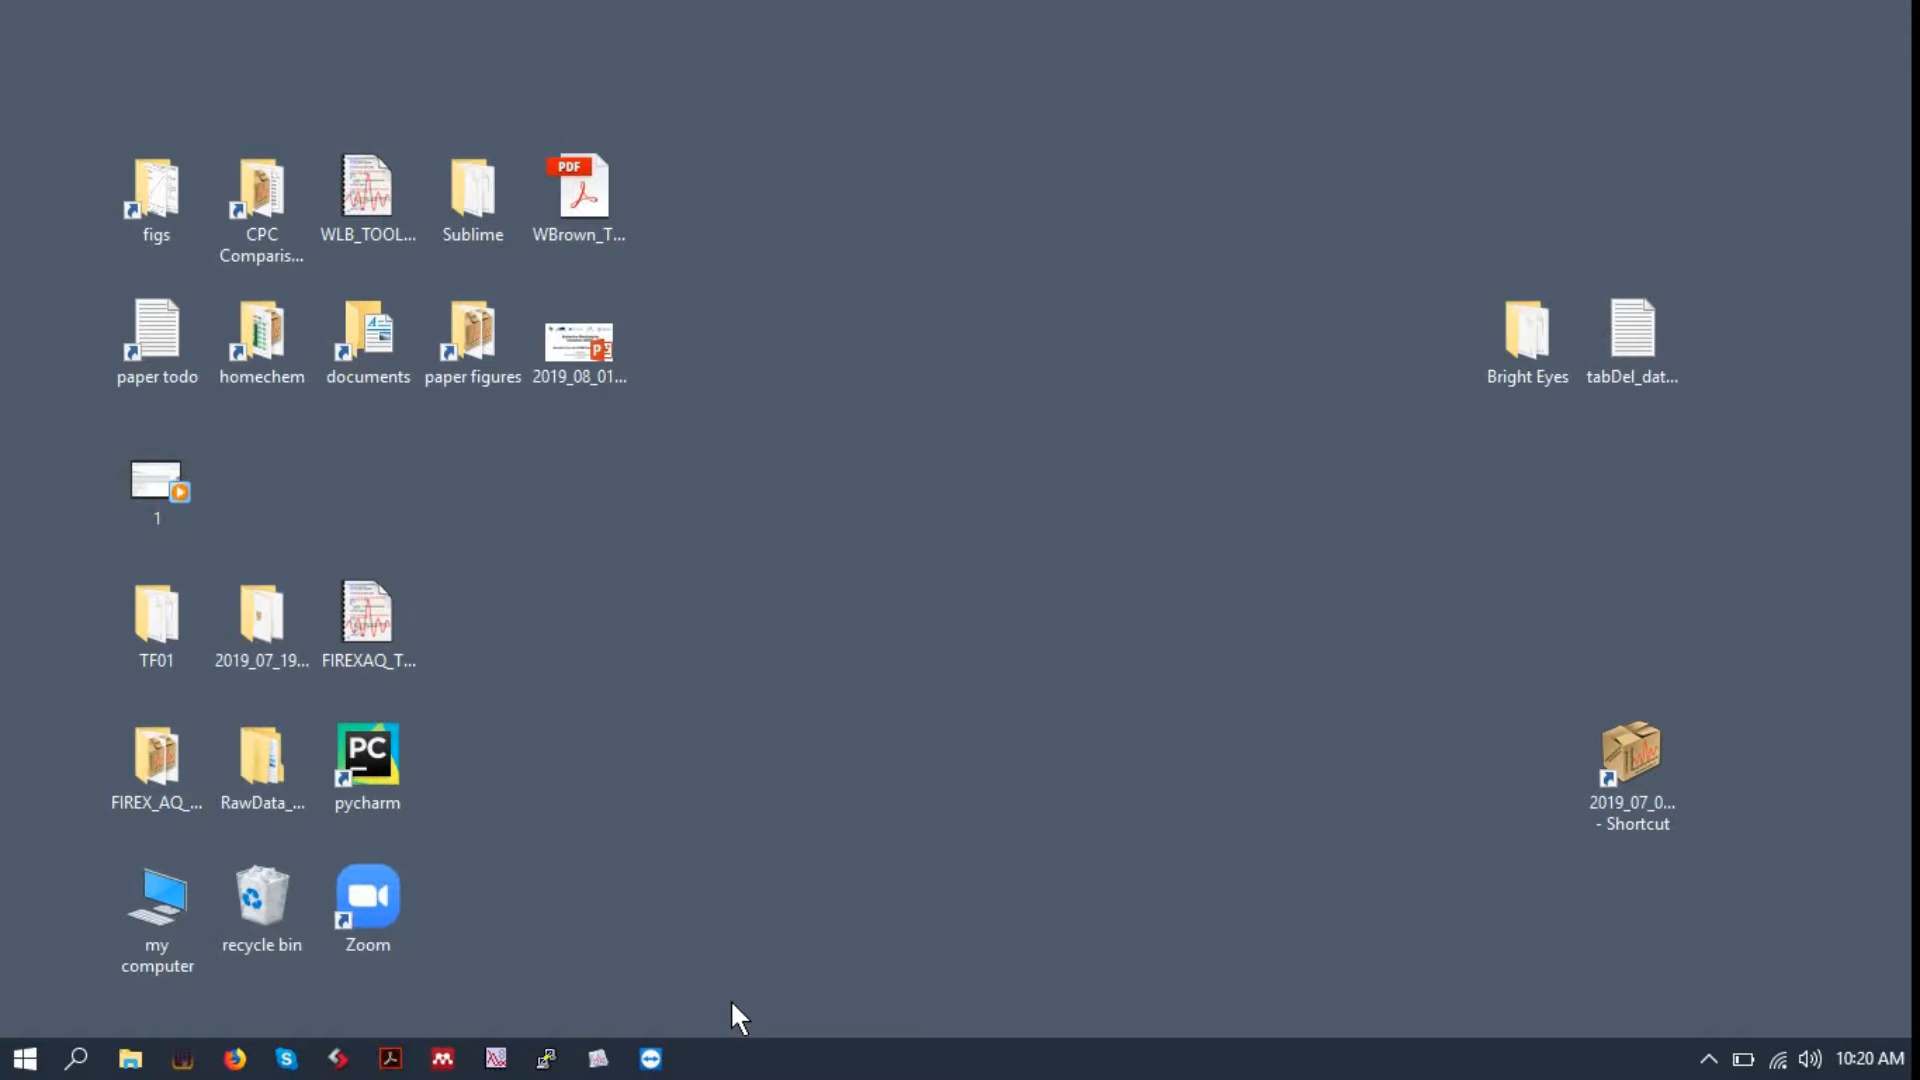 figs
CPC
Comparis...
WLB_TOOL...
Sublime
PDF
WBrown_T...
paper todo
homechem
documents
paper figures
2019_08_01...
Bright Eyes
tabDel_dat...
1
TF01
2019_07_19...
FIREXAQ_T...
PC
FIREX_AQ_...
RawData_...
pycharm
2019_07_0...
- Shortcut
my
computer
recycle bin
Zoom
10:20 AM